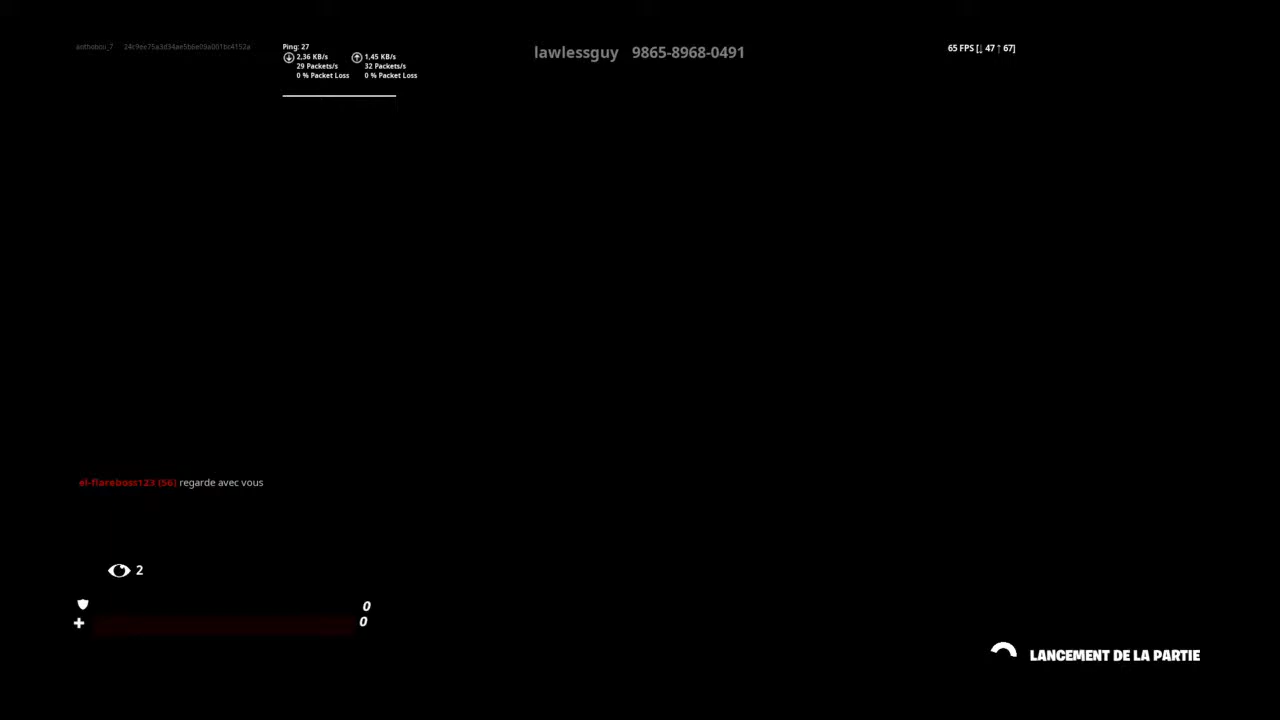 Ping: 27
2,36 KB/s 1,45 KB/s
29 Packets/s 32 Packets/s
0 % Packet Loss 0 % Packet Loss
lawlessguy 9865-8968-0491
65 FPS [↓ 47 ↑ 67]
el-flareboss123 [56] regarde avec vous
2
0
0
LANCEMENT DE LA PARTIE